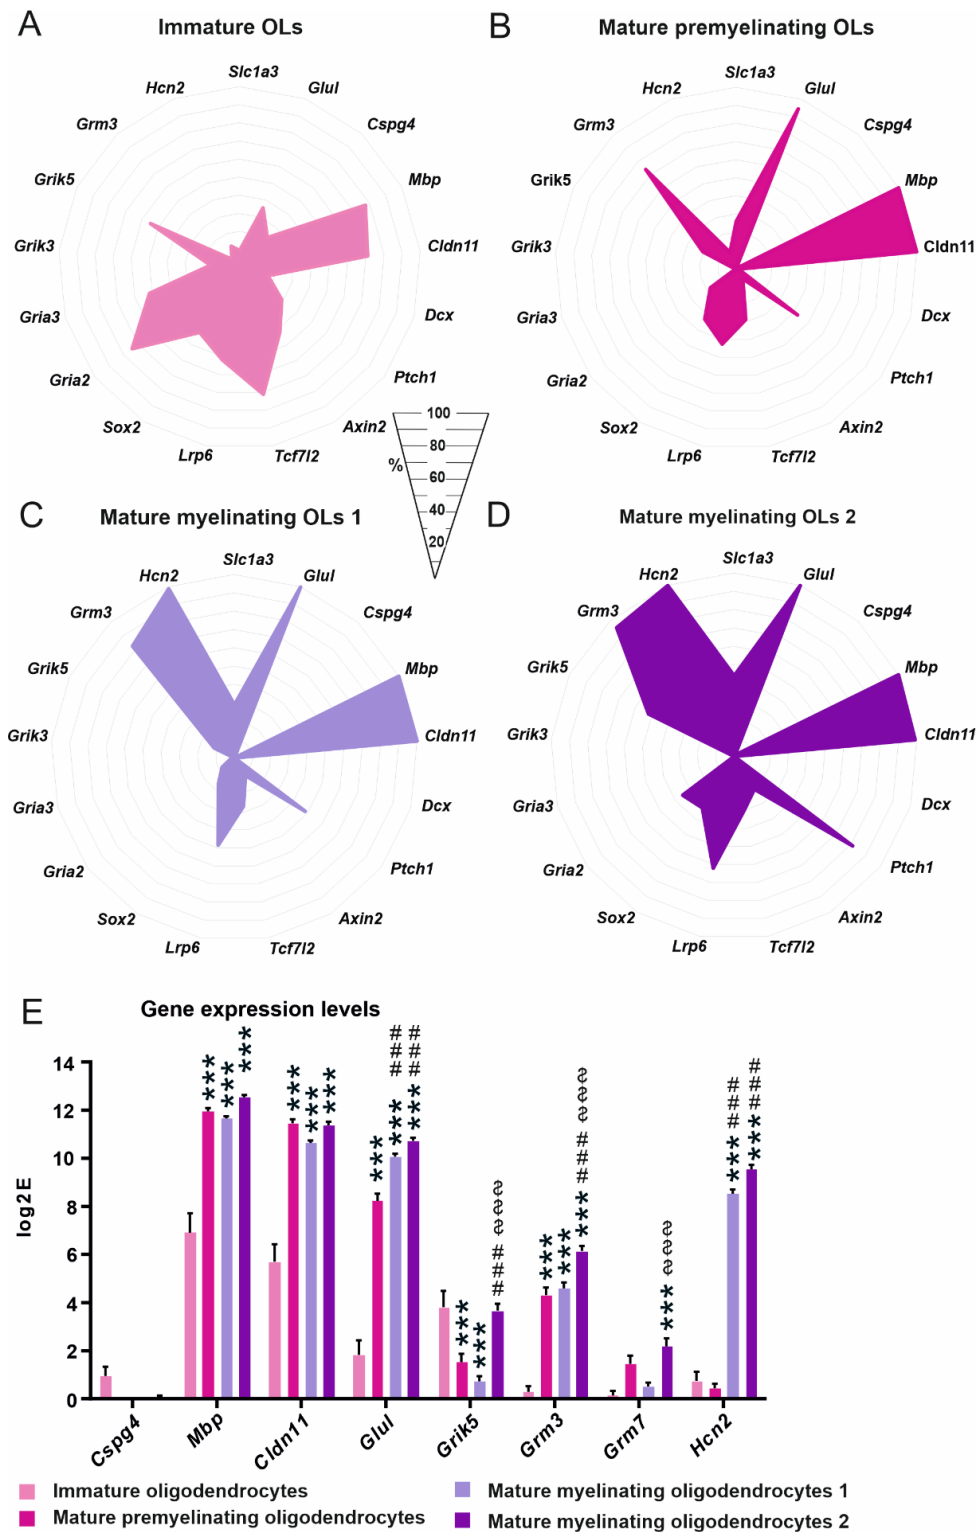 A
Immature OLs
Slc1a3
Glul
Cspg4
Mbp
Cldn11
Dcx
Ptch1
Axin2
Tcf7l2
Lrp6
Sox2
Gria2
Gria3
Grik3
Grik5
Grm3
Hcn2
B
Mature premyelinating OLs
Slc1a3
Glul
Cspg4
Mbp
Cldn11
Dcx
Ptch1
Axin2
Tcf7l2
Lrp6
Sox2
Gria2
Gria3
Grik3
Grik5
Grm3
Hcn2
100
80
%
60
40
20
C
Mature myelinating OLs 1
Slc1a3
Glul
Cspg4
Mbp
Cldn11
Dcx
Ptch1
Axin2
Tcf7l2
Lrp6
Sox2
Gria2
Gria3
Grik3
Grik5
Grm3
Hcn2
D
Mature myelinating OLs 2
Slc1a3
Glul
Cspg4
Mbp
Cldn11
Dcx
Ptch1
Axin2
Tcf7l2
Lrp6
Sox2
Gria2
Gria3
Grik3
Grik5
Grm3
Hcn2
E
Gene expression levels
log2E
14
12
10
8
6
4
2
0
***
***
***
***
***
***
***
*** ###
*** ###
***
***
### §§§
***
***
*** ### §§§
*** §§§
*** ###
*** ###
Cspg4
Mbp
Cldn11
Glul
Grik5
Grm3
Grm7
Hcn2
Immature oligodendrocytes
Mature premyelinating oligodendrocytes
Mature myelinating oligodendrocytes 1
Mature myelinating oligodendrocytes 2